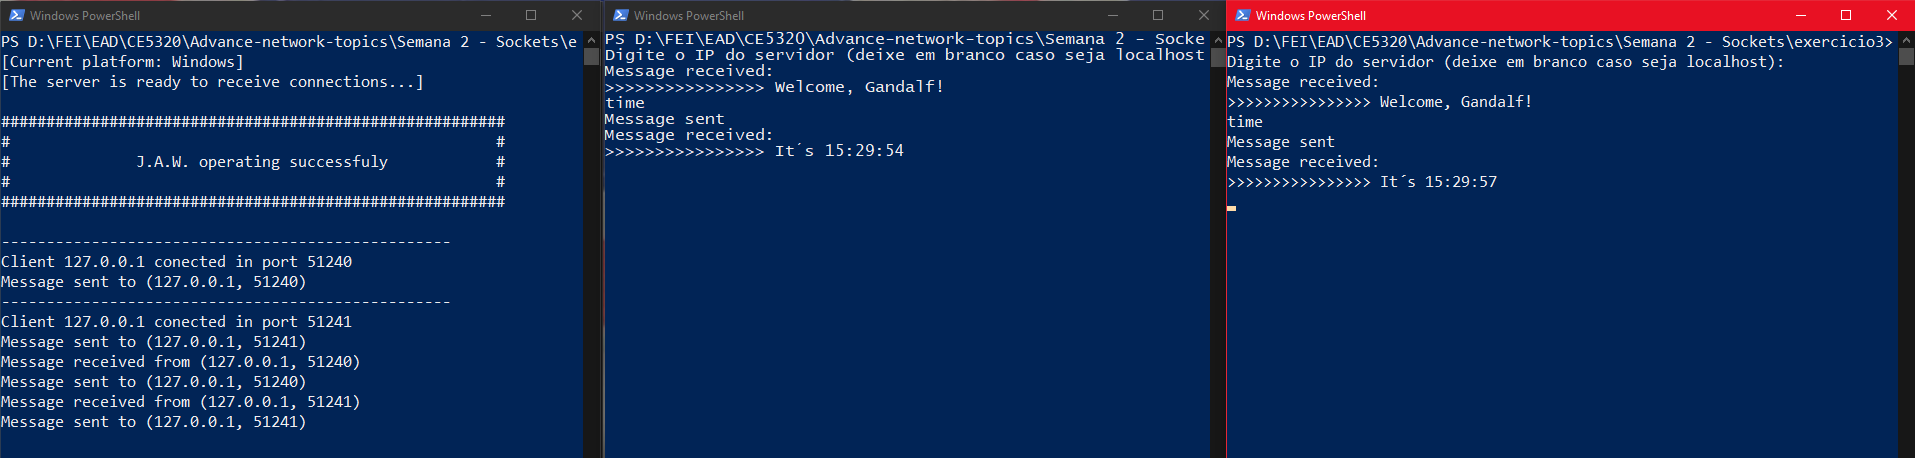 Windows PowerShell
PS D:\FEI\EAD\CE5320\Advance-network-topics\Semana 2 - Sockets\e
[Current platform: Windows]
[The server is ready to receive connections...]
########################################################
#                                                      #
#              J.A.W. operating successfuly            #
#                                                      #
########################################################
--------------------------------------------------
Client 127.0.0.1 conected in port 51240
Message sent to (127.0.0.1, 51240)
--------------------------------------------------
Client 127.0.0.1 conected in port 51241
Message sent to (127.0.0.1, 51241)
Message received from (127.0.0.1, 51240)
Message sent to (127.0.0.1, 51240)
Message received from (127.0.0.1, 51241)
Message sent to (127.0.0.1, 51241)
Windows PowerShell
PS D:\FEI\EAD\CE5320\Advance-network-topics\Semana 2 - Socke
Digite o IP do servidor (deixe em branco caso seja localhost
Message received:
>>>>>>>>>>>>>>>> Welcome, Gandalf!
time
Message sent
Message received:
>>>>>>>>>>>>>>>> It´s 15:29:54
Windows PowerShell
PS D:\FEI\EAD\CE5320\Advance-network-topics\Semana 2 - Sockets\exercicio3>
Digite o IP do servidor (deixe em branco caso seja localhost):
Message received:
>>>>>>>>>>>>>>>> Welcome, Gandalf!
time
Message sent
Message received:
>>>>>>>>>>>>>>>> It´s 15:29:57